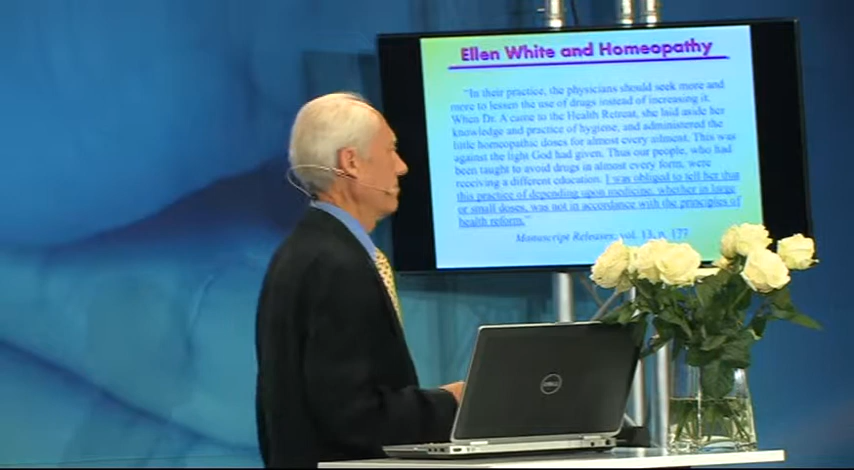 Ellen White and Homeopathy
"In their practice, the physicians should seek more and
more to lessen the use of drugs instead of increasing it.
When Dr. A came to the Health Retreat, she laid aside her
knowledge and practice of hygiene, and administered the
little homeopathic doses for almost every ailment. This was
against the light God had given. Thus our people, who had
been taught to avoid drugs in almost every form, were
receiving a different education. I was obliged to tell her that
this practice of depending upon medicine, whether in large
or small doses, was not in accordance with the principles of
health reform."
Manuscript Releases, vol. 13, p. 177
DELL